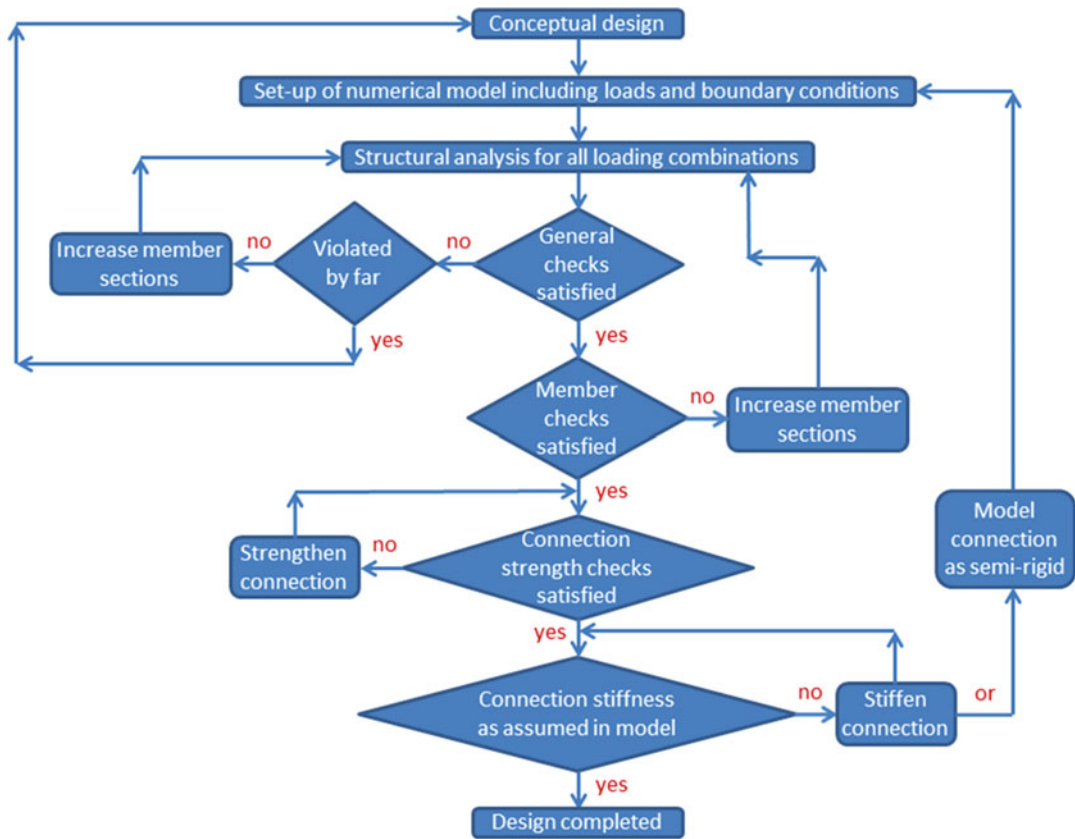 Conceptual design
Set-up of numerical model including loads and boundary conditions
Structural analysis for all loading combinations
Increase member
sections
no
Violated
by far
no
General
checks
satisfied
yes
yes
Member
checks
satisfied
no
Increase member
sections
yes
Strengthen
connection
no
Connection
strength checks
satisfied
Model
connection
as semi-rigid
yes
Connection stiffness
as assumed in model
no
Stiffen
connection
or
yes
Design completed